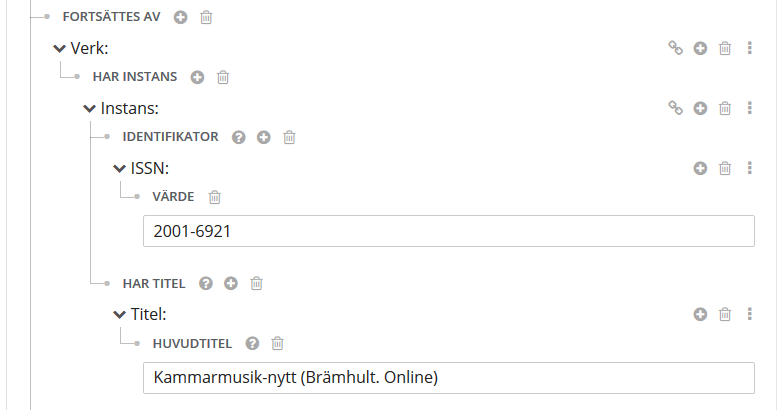 FORTSÄTTES AV
Verk:
HAR INSTANS
Instans:
IDENTIFIKATOR
ISSN:
VÄRDE
2001-6921
HAR TITEL
Titel:
HUVUDTITEL
Kammarmusik-nytt (Brämhult. Online)